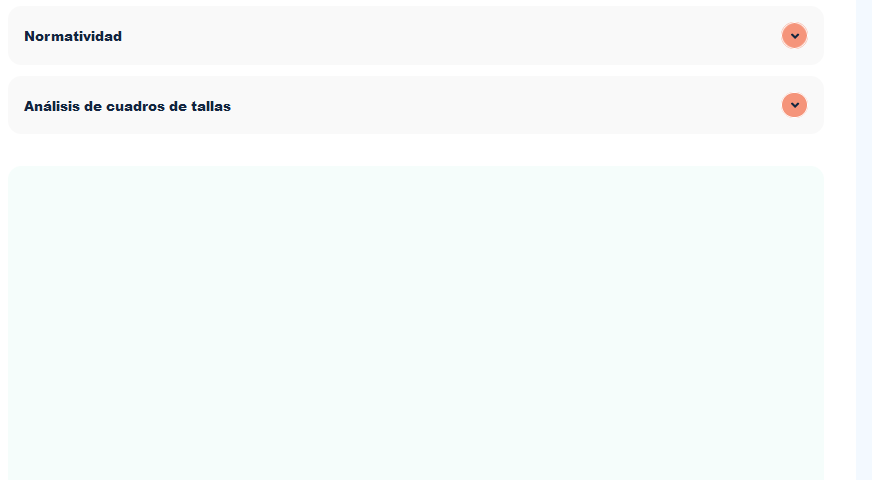 Normatividad
Análisis de cuadros de tallas